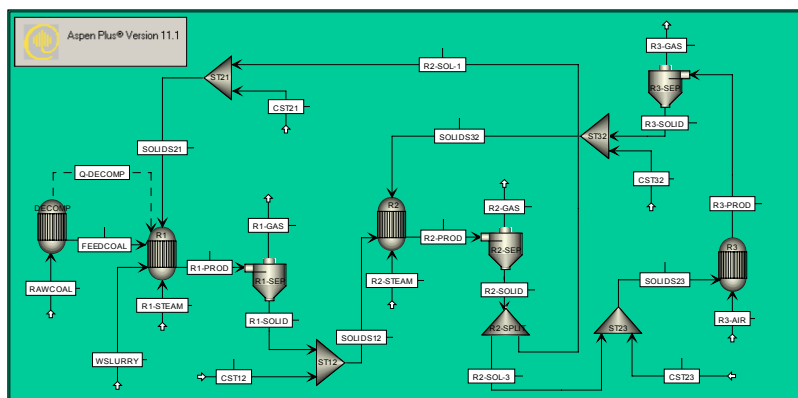 Aspen Plus® Version 11.1
R3-GAS
R2-SOL-1
ST21
R3-SEP
CST21
R3-SOLID
SOLIDS21
SOLIDS32
ST32
Q-DECOMP
CST32
DECOMP
R2
R2-GAS
R3-PROD
R1
R1-GAS
R2-PROD
R2-SEP
R3
FEEDCOAL
R1-PROD
R1-SEP
R2-STEAM
R2-SOLID
SOLIDS23
RAWCOAL
R1-STEAM
R1-SOLID
SOLIDS12
R2-SPLIT
ST23
R3-AIR
ST12
WSLURRY
CST12
R2-SOL-3
CST23